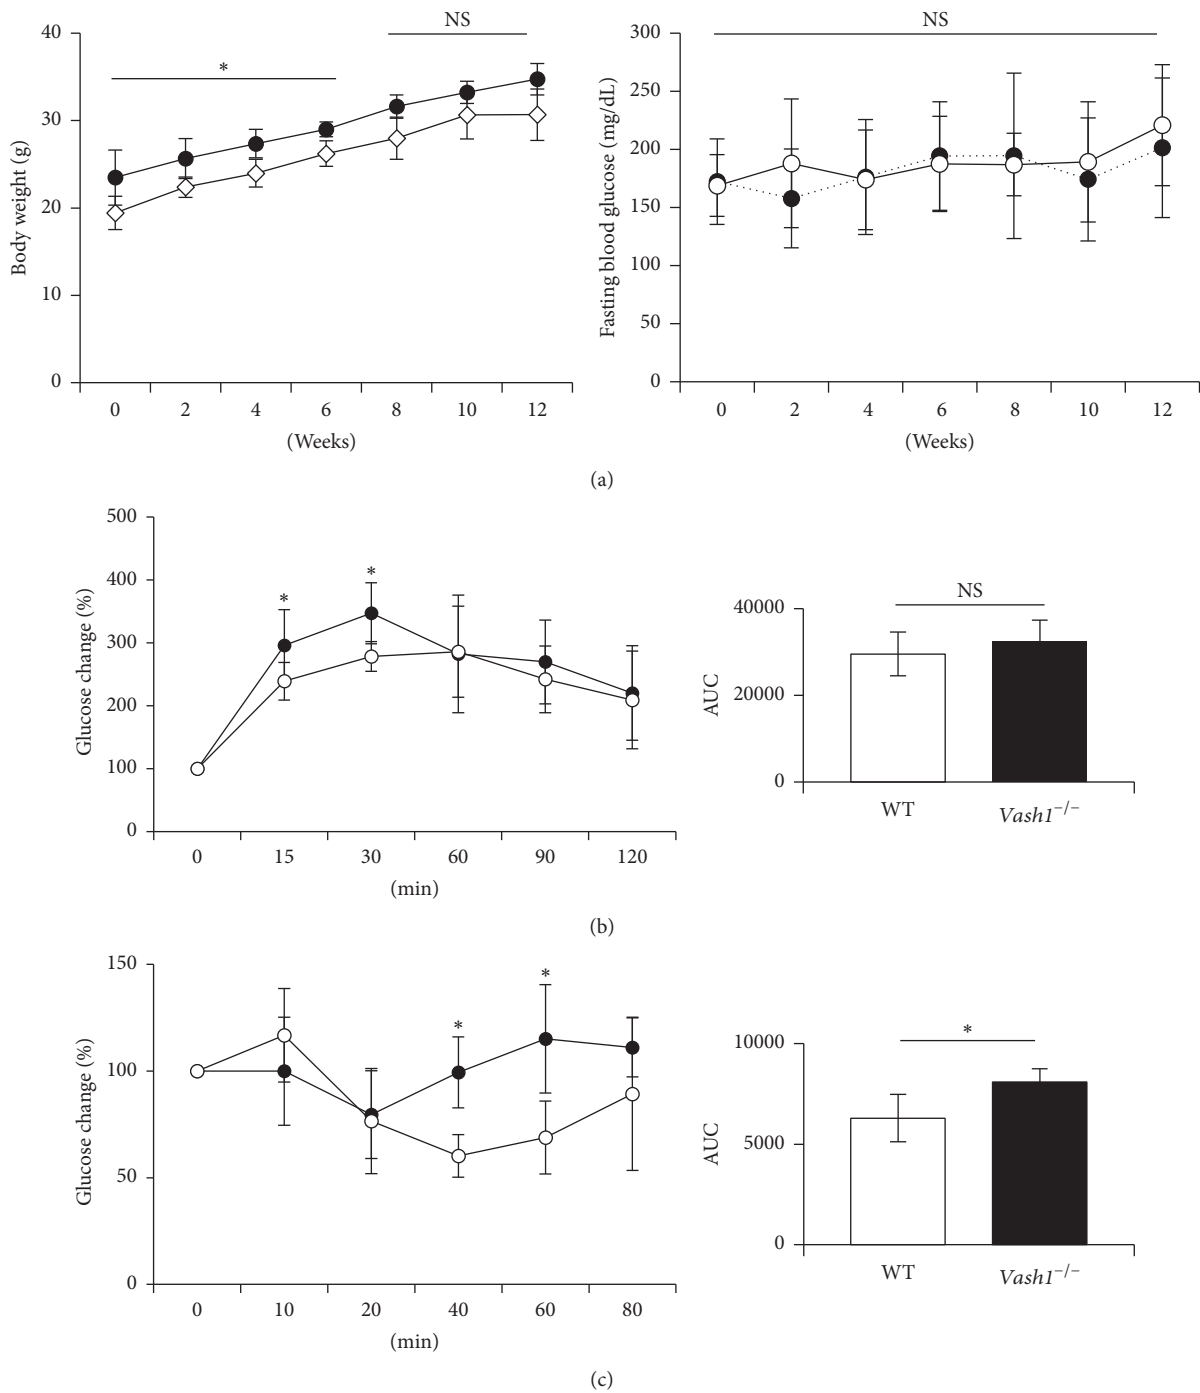 NS
*
40
30
20
10
0
Body weight (g)
0 2 4 6 8 10 12
(Weeks)
NS
300
250
200
150
100
50
0
Fasting blood glucose (mg/dL)
0 2 4 6 8 10 12
(Weeks)
(a)
500
400
300
200
100
0
Glucose change (%)
* *
0 15 30 60 90 120
(min)
NS
40000
20000
0
AUC
WT Vash1−/−
(b)
150
100
50
0
Glucose change (%)
* *
0 10 20 40 60 80
(min)
*
10000
5000
0
AUC
WT Vash1−/−
(c)